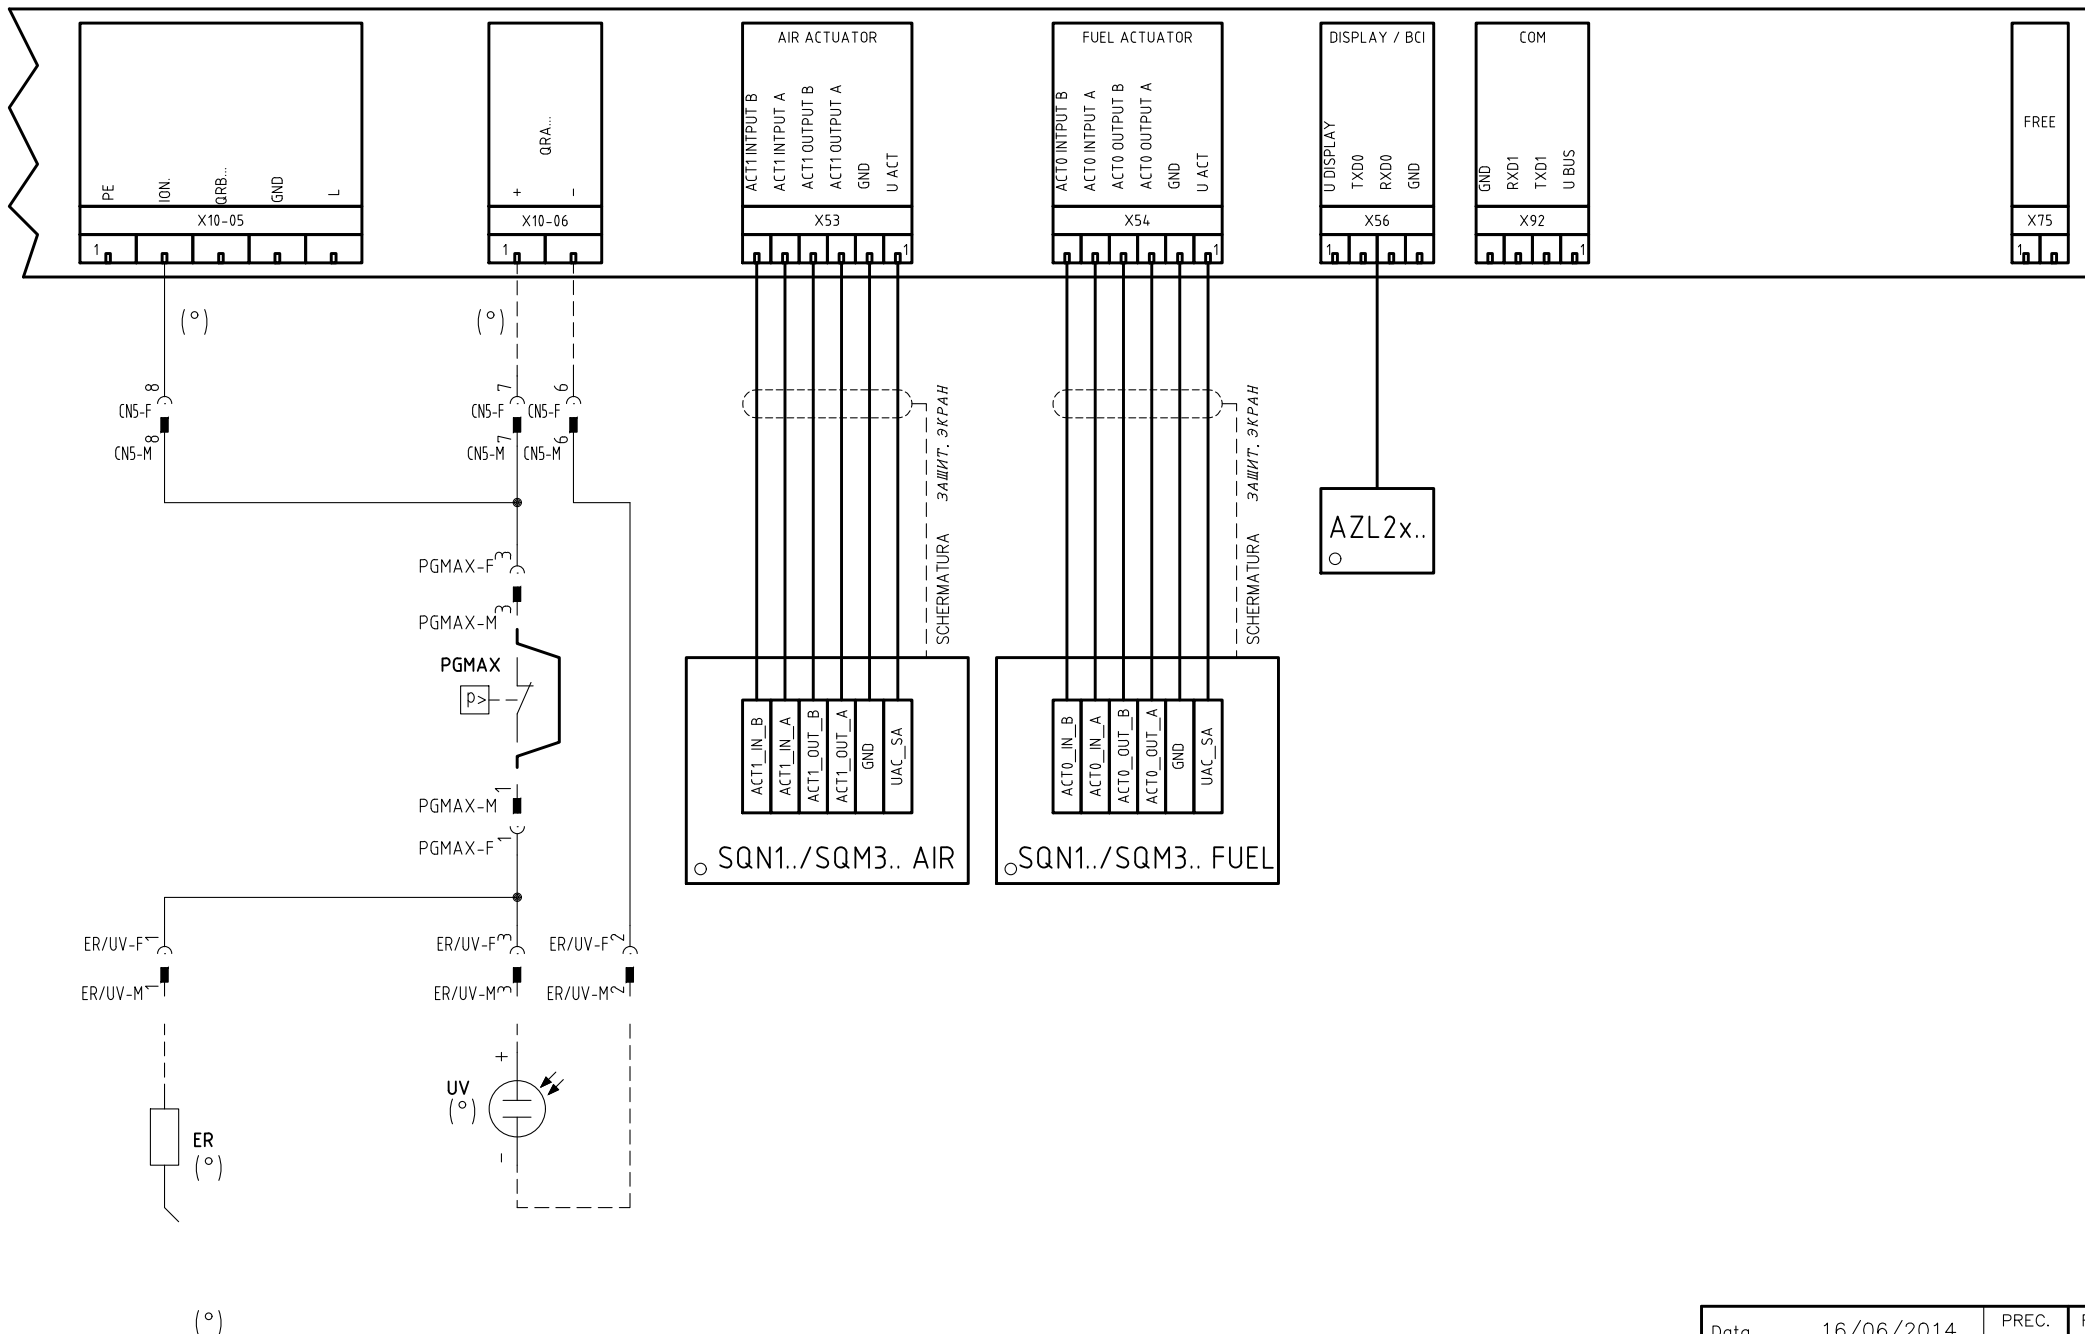 AIR ACTUATOR
FUEL ACTUATOR
DISPLAY / BCI
COM
FREE
PE
ION.
QRB...
GND
L
QRA...
+
-
ACT1 INTPUT B
ACT1 INTPUT A
ACT1 OUTPUT B
ACT1 OUTPUT A
GND
U ACT
ACT0 INTPUT B
ACT0 INTPUT A
ACT0 OUTPUT B
ACT0 OUTPUT A
GND
U ACT
U DISPLAY
TXD0
RXD0
GND
GND
RXD1
TXD1
U BUS
X10-05
X10-06
X53
X54
X56
X92
X75
1
1
1
1
1
1
1
(°)
(°)
8
7
6
CN5-F
CN5-F
CN5-F
8
7
6
CN5-M
CN5-M
CN5-M
SCHERMATURA ЗАЩИТ. ЭКРАН
SCHERMATURA ЗАЩИТ. ЭКРАН
AZL2x..
PGMAX-F 3
PGMAX-M 3
PGMAX
p>
PGMAX-M 1
PGMAX-F 1
ACT1_IN_B
ACT1_IN_A
ACT1_OUT_B
ACT1_OUT_A
GND
UAC_SA
SQN1../SQM3.. AIR
ACT0_IN_B
ACT0_IN_A
ACT0_OUT_B
ACT0_OUT_A
GND
UAC_SA
SQN1../SQM3.. FUEL
ER/UV-F 1
ER/UV-F 3
ER/UV-F 2
ER/UV-M 1
ER/UV-M 3
ER/UV-M 2
+
UV
(°)
-
ER
(°)
(°)
Data 16/06/2014 PREC.